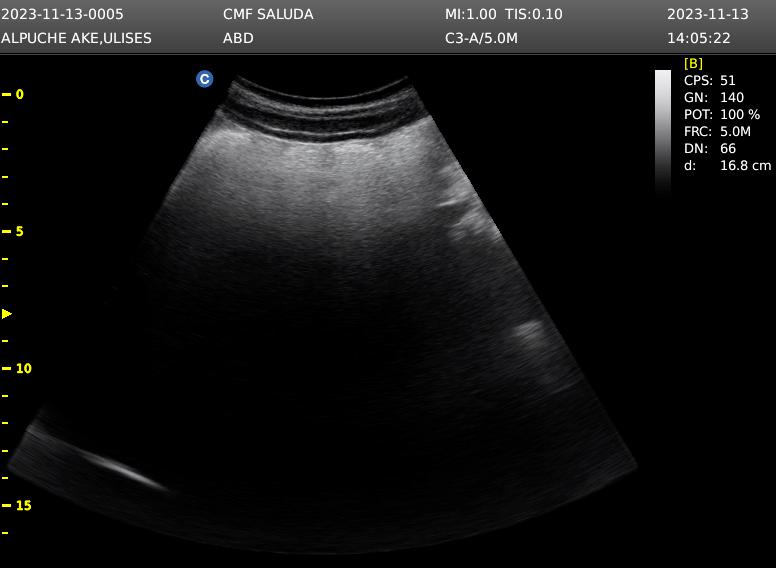 2023-11-13-0005 CMF SALUDA MI:1.00 TIS:0.10 2023-11-13
ALPUCHE AKE,ULISES ABD C3-A/5.0M 14:05:22
C
[B]
CPS: 51
GN: 140
POT: 100 %
FRC: 5.0M
DN: 66
d: 16.8 cm
0
5
10
15